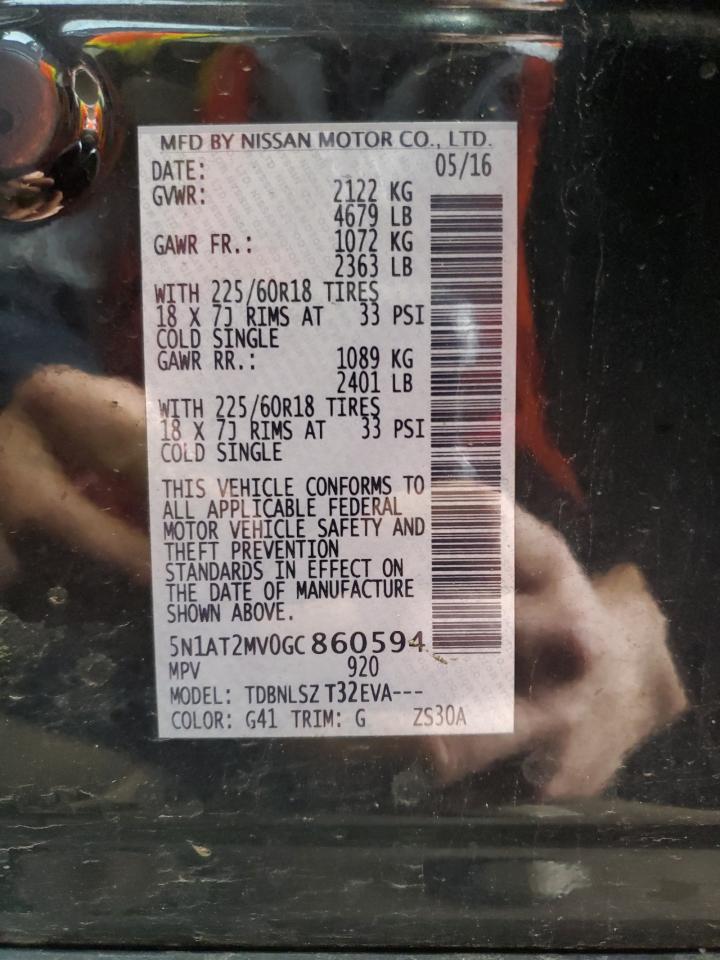 MFD BY NISSAN MOTOR CO., LTD.
DATE: 05/16
GVWR: 2122 KG
4679 LB
GAWR FR.: 1072 KG
2363 LB
WITH 225/60R18 TIRES
18 X 7J RIMS AT 33 PSI
COLD SINGLE
GAWR RR.: 1089 KG
2401 LB
WITH 225/60R18 TIRES
18 X 7J RIMS AT 33 PSI
COLD SINGLE
THIS VEHICLE CONFORMS TO
ALL APPLICABLE FEDERAL
MOTOR VEHICLE SAFETY AND
THEFT PREVENTION
STANDARDS IN EFFECT ON
THE DATE OF MANUFACTURE
SHOWN ABOVE.
5N1AT2MV0GC860594
MPV 920
MODEL: TDBNLSZ T32EVA---
COLOR: G41 TRIM: G ZS30A